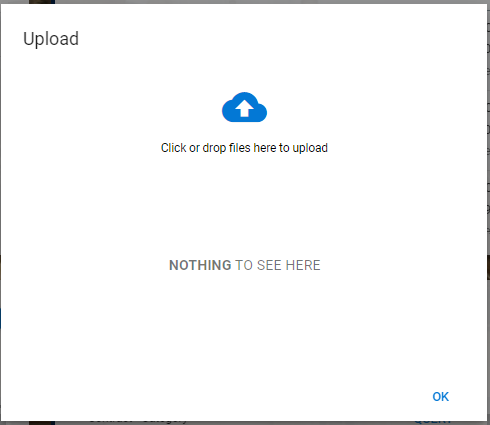 Upload
Click or drop files here to upload
NOTHING TO SEE HERE
OK